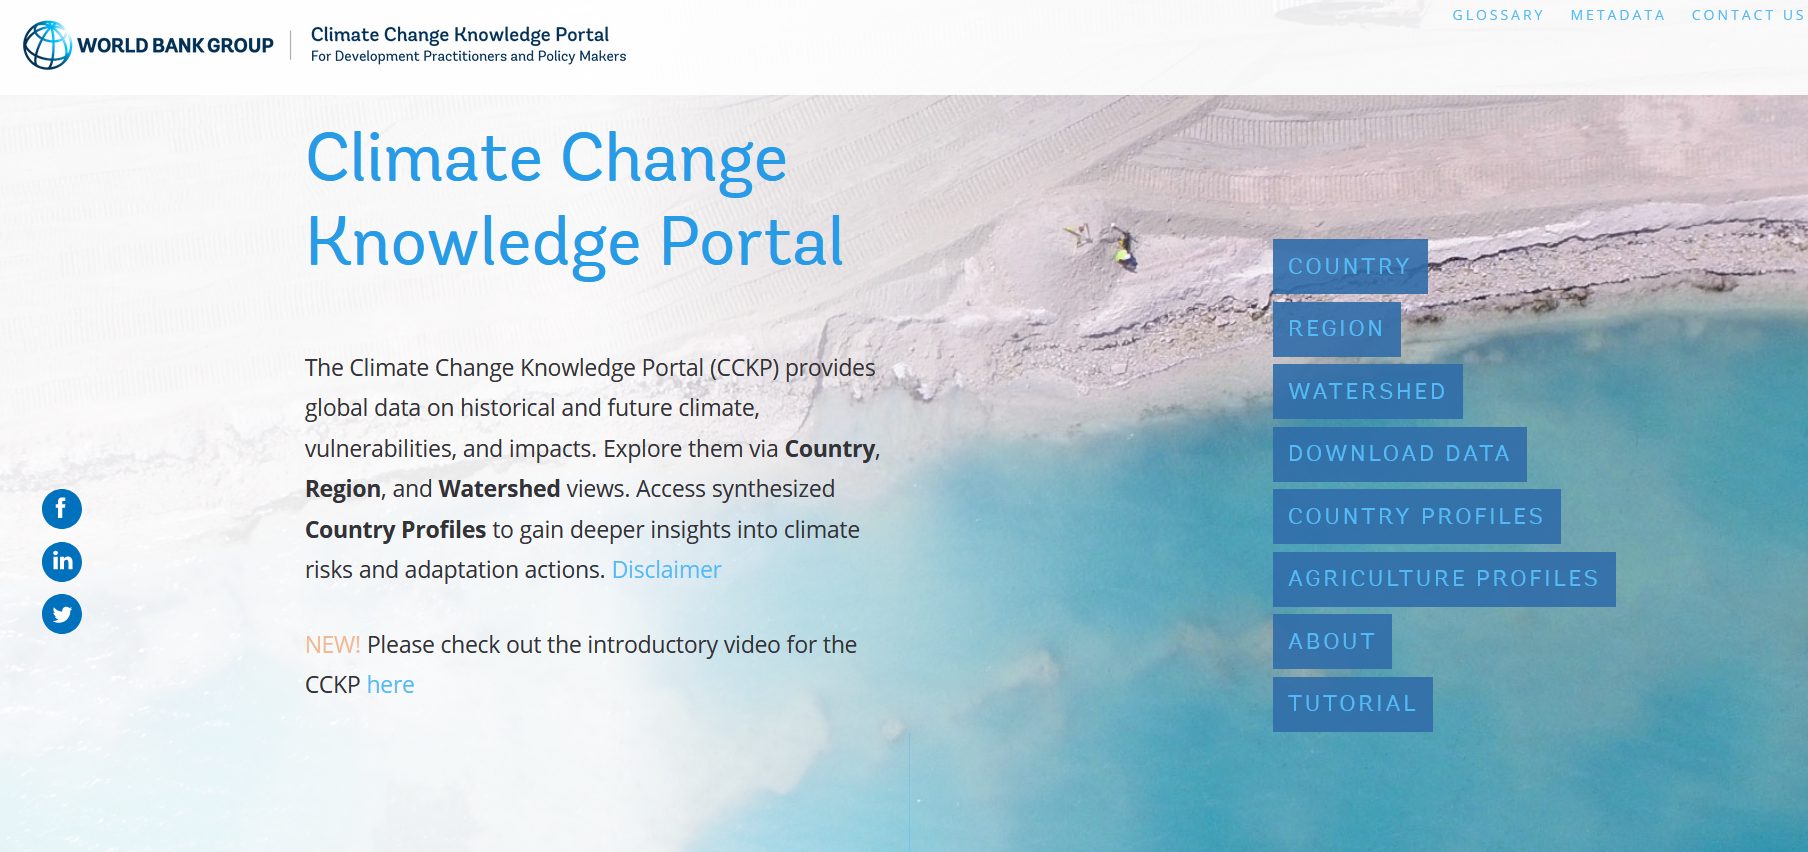 WORLD BANK GROUP
Climate Change Knowledge Portal
For Development Practitioners and Policy Makers
GLOSSARY
METADATA
CONTACT US
Climate Change
Knowledge Portal
The Climate Change Knowledge Portal (CCKP) provides
global data on historical and future climate,
vulnerabilities, and impacts. Explore them via Country,
Region, and Watershed views. Access synthesized
Country Profiles to gain deeper insights into climate
risks and adaptation actions. Disclaimer
NEW! Please check out the introductory video for the
CCKP here
COUNTRY
REGION
WATERSHED
DOWNLOAD DATA
COUNTRY PROFILES
AGRICULTURE PROFILES
ABOUT
TUTORIAL